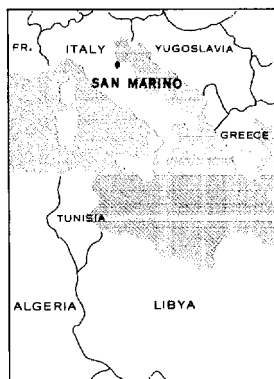 FR. ITALY YUGOSLAVIA
SAN MARINO
GREECE
TUNISIA
ALGERIA LIBYA